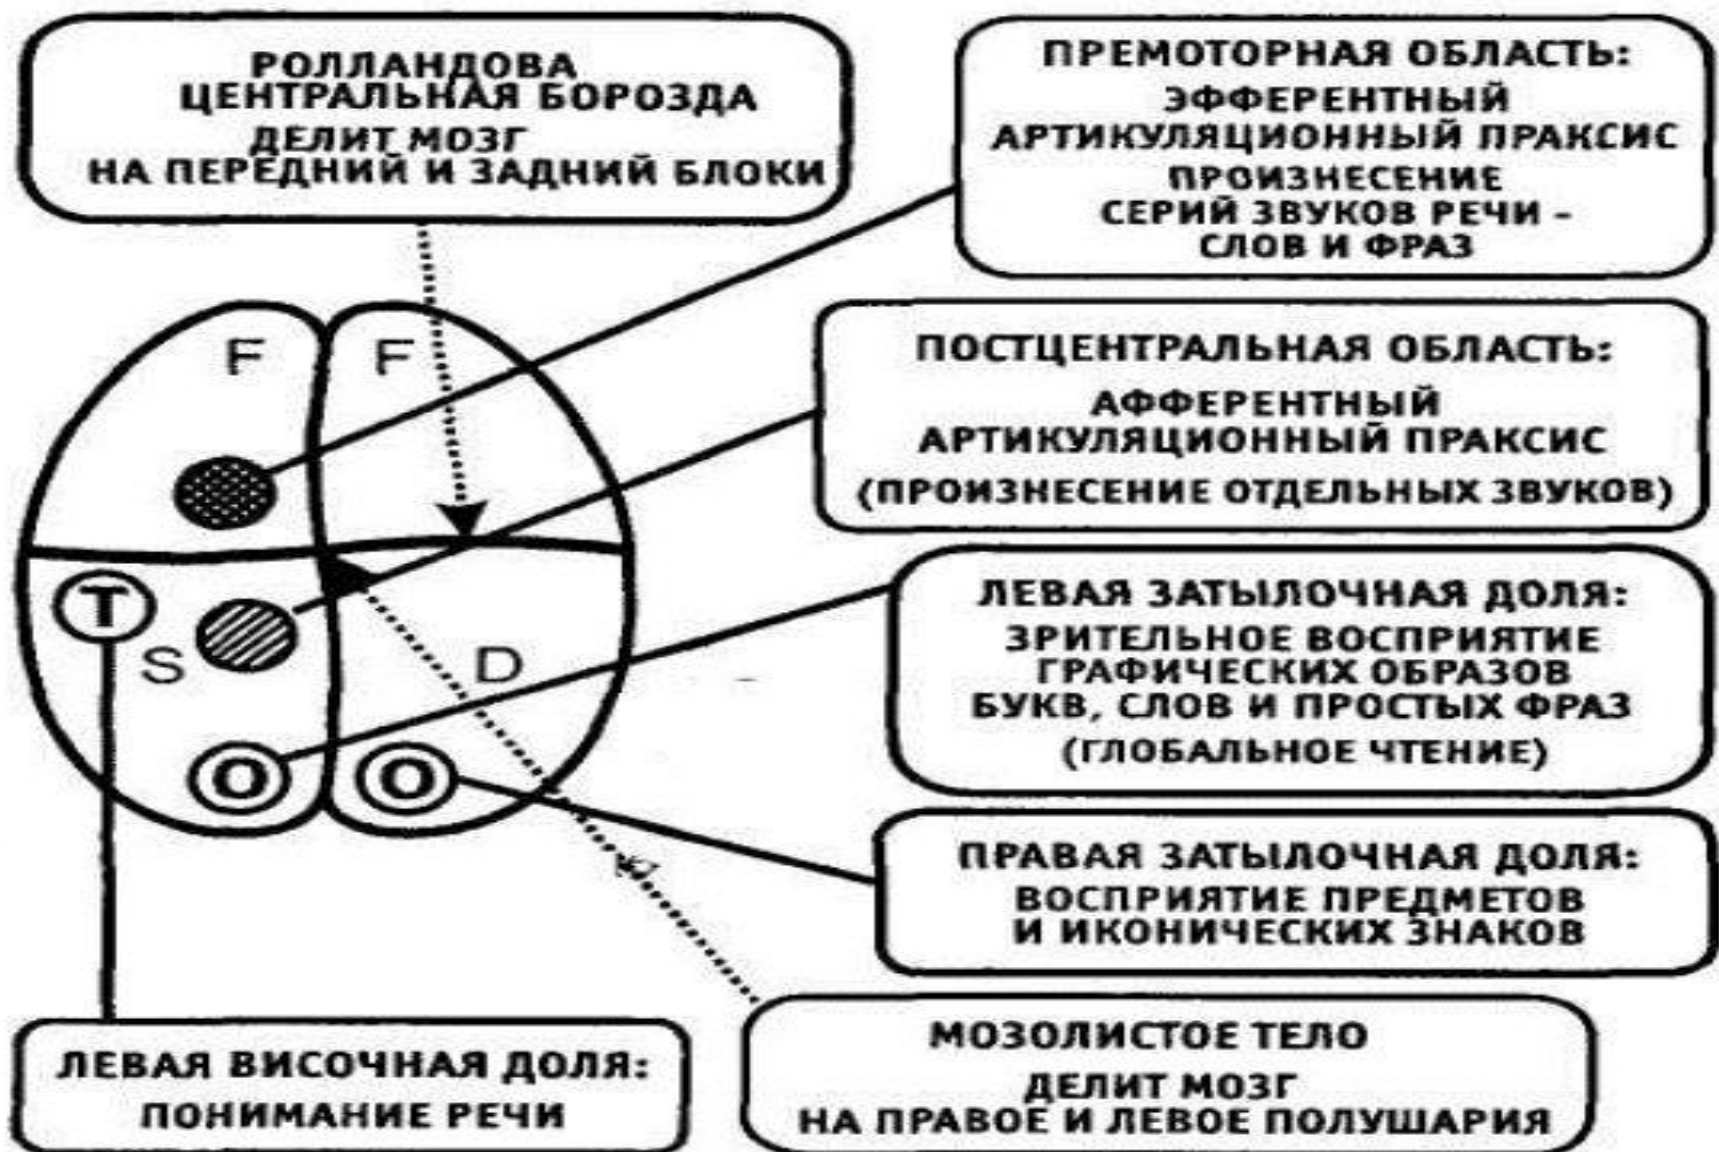 РОЛЛАНДОВА
ЦЕНТРАЛЬНАЯ БОРОЗДА
ДЕЛИТ МОЗГ
НА ПЕРЕДНИЙ И ЗАДНИЙ БЛОКИ
ПРЕМОТОРНАЯ ОБЛАСТЬ:
ЭФФЕРЕНТНЫЙ
АРТИКУЛЯЦИОННЫЙ ПРАКСИС
ПРОИЗНЕСЕНИЕ
СЕРИЙ ЗВУКОВ РЕЧИ –
СЛОВ И ФРАЗ
ПОСТЦЕНТРАЛЬНАЯ ОБЛАСТЬ:
АФФЕРЕНТНЫЙ
АРТИКУЛЯЦИОННЫЙ ПРАКСИС
(ПРОИЗНЕСЕНИЕ ОТДЕЛЬНЫХ ЗВУКОВ)
F F
T
S D
O O
ЛЕВАЯ ЗАТЫЛОЧНАЯ ДОЛЯ:
ЗРИТЕЛЬНОЕ ВОСПРИЯТИЕ
ГРАФИЧЕСКИХ ОБРАЗОВ
БУКВ, СЛОВ И ПРОСТЫХ ФРАЗ
(ГЛОБАЛЬНОЕ ЧТЕНИЕ)
ПРАВАЯ ЗАТЫЛОЧНАЯ ДОЛЯ:
ВОСПРИЯТИЕ ПРЕДМЕТОВ
И ИКОНИЧЕСКИХ ЗНАКОВ
ЛЕВАЯ ВИСОЧНАЯ ДОЛЯ:
ПОНИМАНИЕ РЕЧИ
МОЗОЛИСТОЕ ТЕЛО
ДЕЛИТ МОЗГ
НА ПРАВОЕ И ЛЕВОЕ ПОЛУШАРИЯ